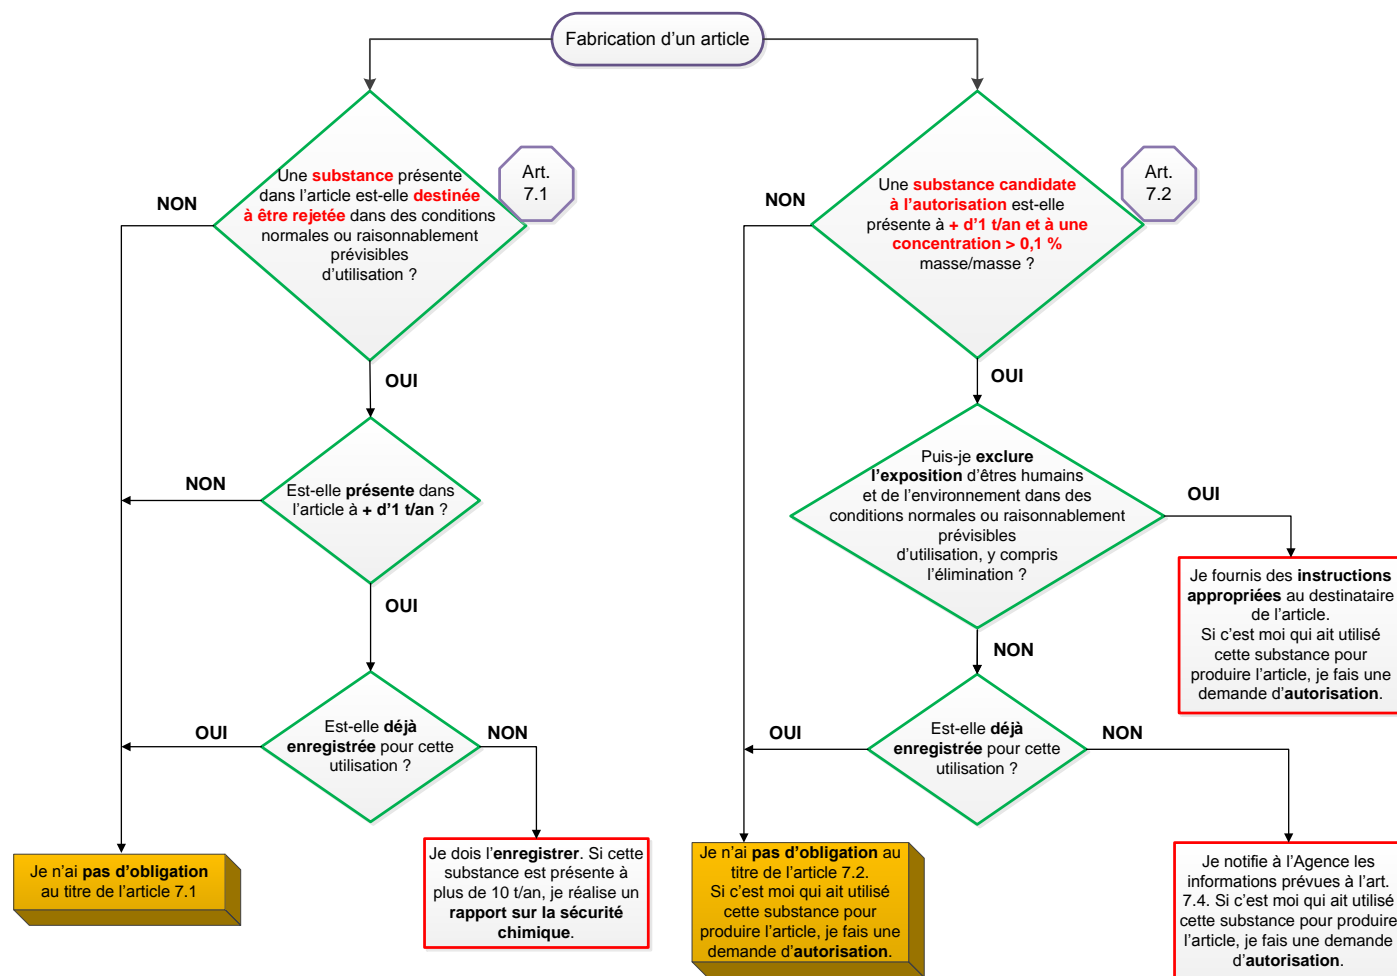 Fabrication d’un article
Une substance présente
dans l’article est-elle destinée
à être rejetée dans des conditions
normales ou raisonnablement
prévisibles
d’utilisation ?
Art.
7.1
NON
OUI
Est-elle présente dans
l’article à + d’1 t/an ?
NON
OUI
Est-elle déjà
enregistrée pour cette
utilisation ?
OUI
NON
Je n’ai pas d’obligation
au titre de l’article 7.1
Je dois l’enregistrer. Si cette
substance est présente à
plus de 10 t/an, je réalise un
rapport sur la sécurité
chimique.
Une substance candidate
à l’autorisation est-elle
présente à + d’1 t/an et à une
concentration > 0,1 %
masse/masse ?
Art.
7.2
NON
OUI
Puis-je exclure
l’exposition d’êtres humains
et de l’environnement dans des
conditions normales ou raisonnablement
prévisibles
d’utilisation, y compris
l’élimination ?
OUI
NON
Je fournis des instructions
appropriées au destinataire
de l’article.
Si c’est moi qui ait utilisé
cette substance pour
produire l’article, je fais une
demande d’autorisation.
Est-elle déjà
enregistrée pour cette
utilisation ?
OUI
NON
Je n’ai pas d’obligation au
titre de l’article 7.2.
Si c’est moi qui ait utilisé
cette substance pour
produire l’article, je fais une
demande d’autorisation.
Je notifie à l’Agence les
informations prévues à l’art.
7.4. Si c’est moi qui ait utilisé
cette substance pour produire
l’article, je fais une demande
d’autorisation.